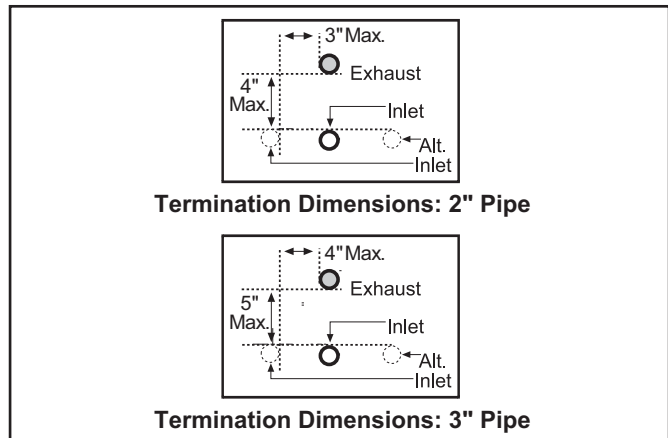 3" Max.
Exhaust
4"
Max.
Inlet
Alt.
Inlet
Termination Dimensions: 2" Pipe
4" Max.
Exhaust
5"
Max.
Inlet
Alt.
Inlet
Termination Dimensions: 3" Pipe